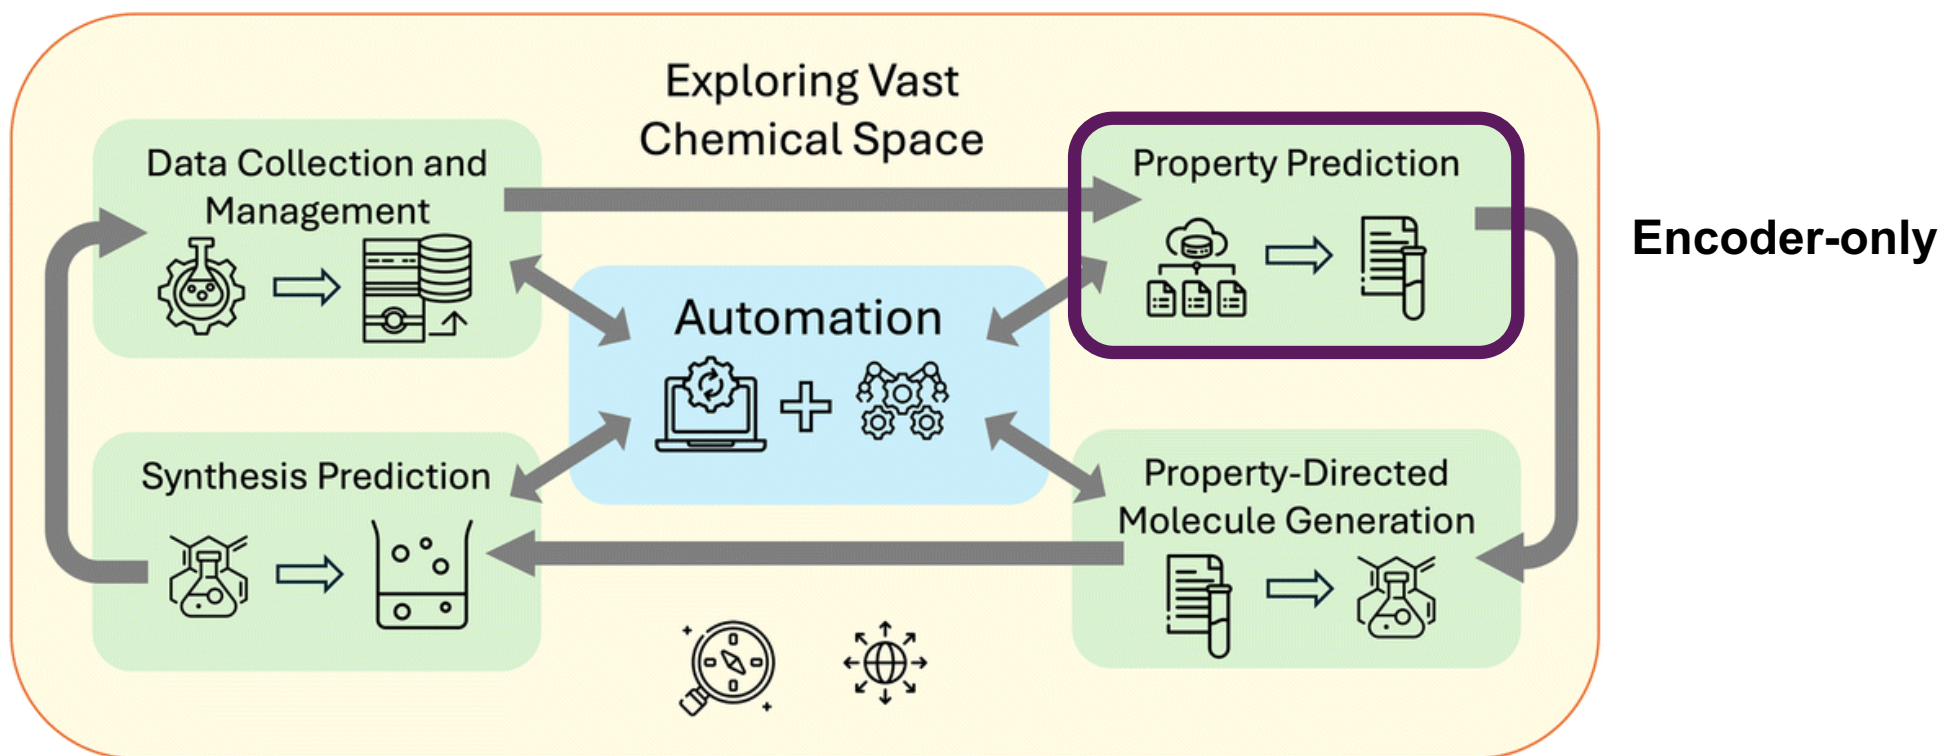 Exploring Vast
Chemical Space
Data Collection and
Management
Property Prediction
Encoder-only
Automation
Synthesis Prediction
Property-Directed
Molecule Generation